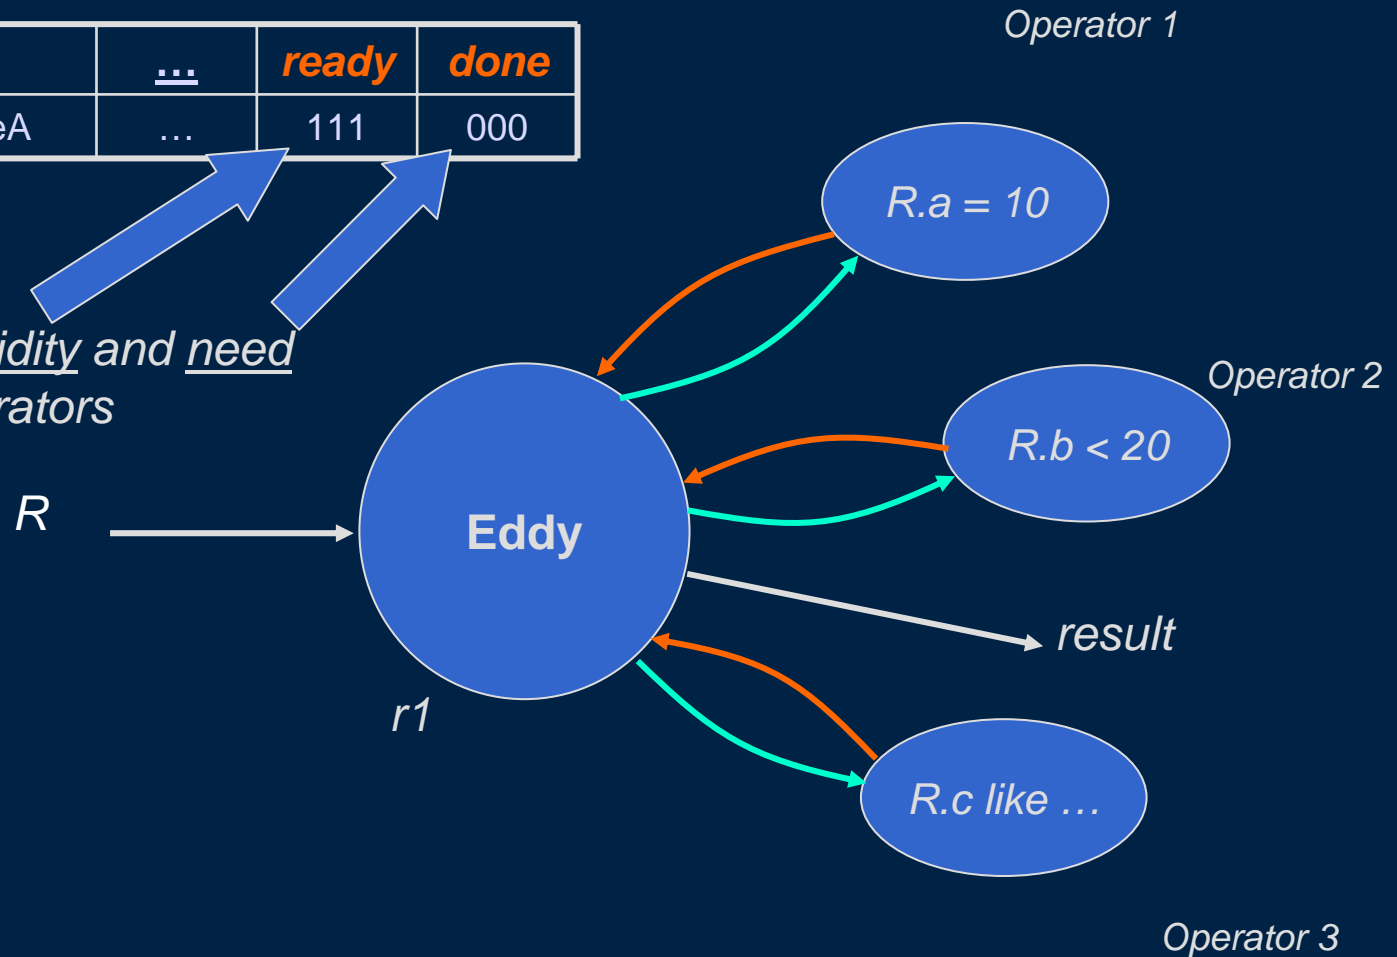 Operator 1
… ready done
eA … 111 000
R.a = 10
idity and need
rators
Operator 2
R.b < 20
R
Eddy
result
r1
R.c like …
Operator 3